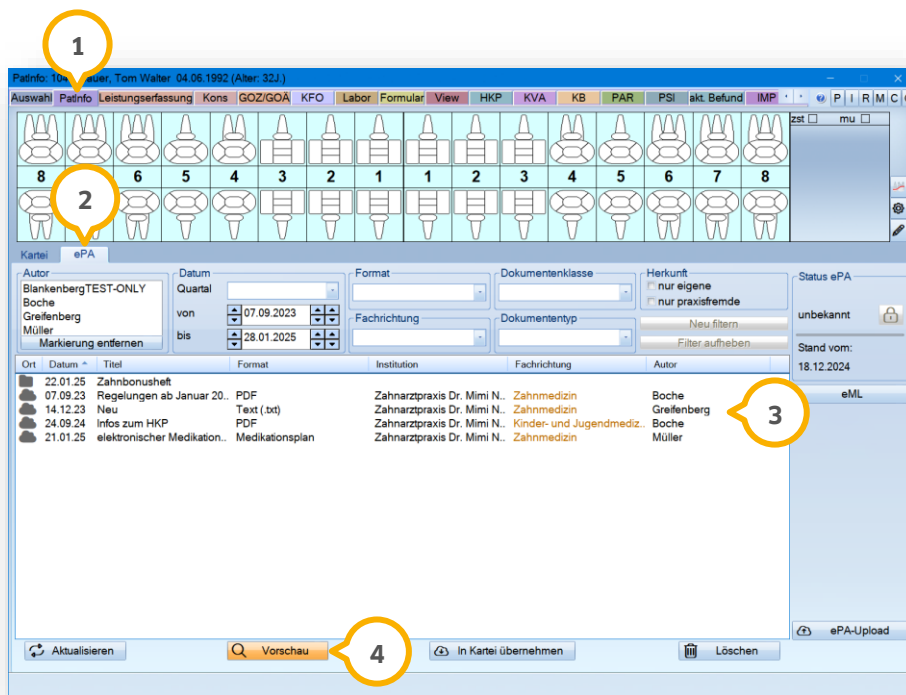 1
PatInfo: 104 auer, Tom Walter 04.06.1992 (Alter: 32J.)
Auswahl PatInfo Leistungserfassung Kons GOZ/GOÄ KFO Labor Formular View HKP KVA KB PAR PSI akt. Befund IMP P I R M C
zst mu
8 6 5 4 3 2 1 1 2 3 4 5 6 7 8
2
Kartei ePA
Autor Datum Format Dokumentenklasse Herkunft Status ePA
BlankenbergTEST-ONLY Quartal nur eigene
Boche nur praxisfremde
Greifenberg von 07.09.2023 Fachrichtung Dokumententyp Neu filtern unbekannt
Müller bis 28.01.2025 Filter aufheben
Markierung entfernen Stand vom:
18.12.2024
Ort Datum Titel Format Institution Fachrichtung Autor
eML
22.01.25 Zahnbonusheft
07.09.23 Regelungen ab Januar 20.. PDF Zahnarztpraxis Dr. Mimi N.. Zahnmedizin Boche
14.12.23 Neu Text (.txt) Zahnarztpraxis Dr. Mimi N.. Zahnmedizin Greifenberg
24.09.24 Infos zum HKP PDF Zahnarztpraxis Dr. Mimi N.. Kinder- und Jugendmediz.. Boche
21.01.25 elektronischer Medikation.. Medikationsplan Zahnarztpraxis Dr. Mimi N.. Zahnmedizin Müller
3
ePA-Upload
Aktualisieren Vorschau 4 In Kartei übernehmen Löschen